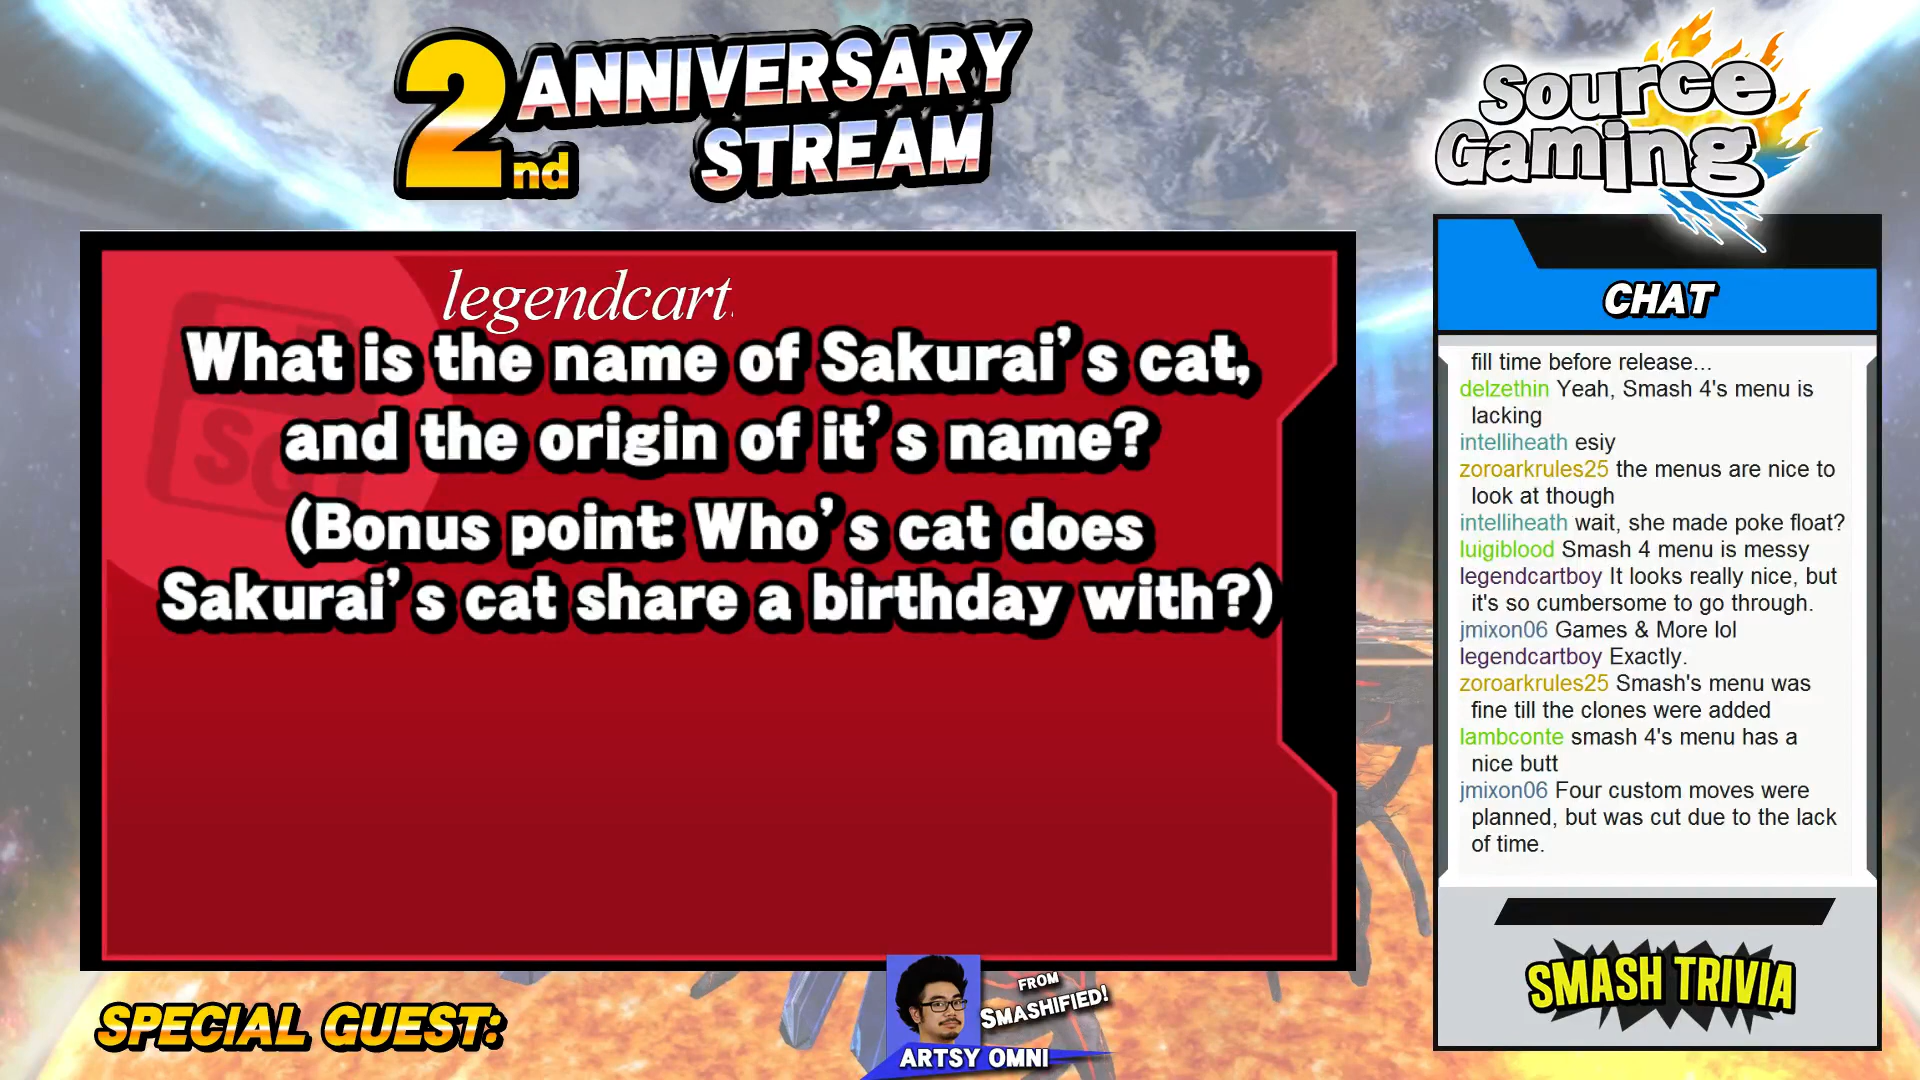 2nd ANNIVERSARY
STREAM
Source
Gaming
legendcart
What is the name of Sakurai's cat,
and the origin of it's name?
(Bonus point: Who's cat does
Sakurai's cat share a birthday with?)
CHAT
fill time before release...
delzethin Yeah, Smash 4's menu is
lacking
intelliheath esiy
zoroarkrules25 the menus are nice to
look at though
intelliheath wait, she made poke float?
luigiblood Smash 4 menu is messy
legendcartboy It looks really nice, but
it's so cumbersome to go through.
jmixon06 Games & More lol
legendcartboy Exactly.
zoroarkrules25 Smash's menu was
fine till the clones were added
lambconte smash 4's menu has a
nice butt
jmixon06 Four custom moves were
planned, but was cut due to the lack
of time.
SMASH TRIVIA
SPECIAL GUEST:
FROM
SMASHIFIED!
ARTSY OMNI